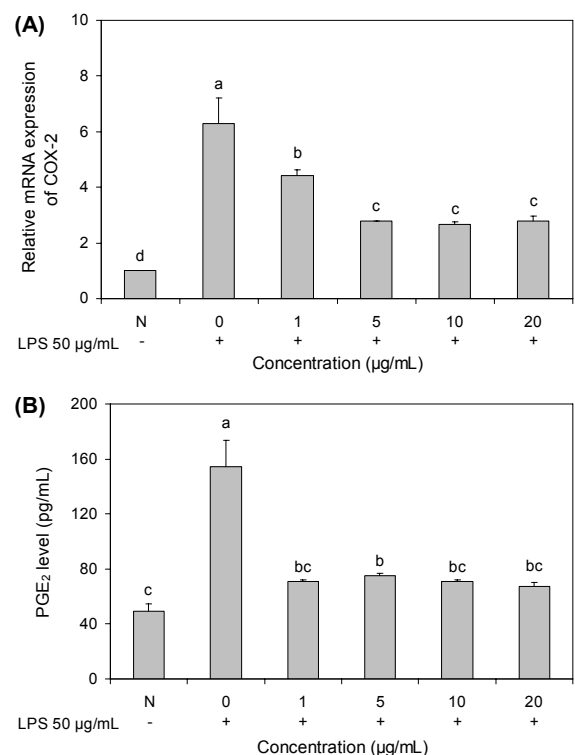 (A)
Relative mRNA expression
of COX-2
10
8
6
4
2
0
d
a
b
c
c
c
N 0 1 5 10 20
LPS 50 µg/mL - + + + + +
Concentration (µg/mL)
(B)
PGE₂ level (pg/mL)
200
160
120
80
40
0
c
a
bc
b
bc
bc
N 0 1 5 10 20
LPS 50 µg/mL - + + + + +
Concentration (µg/mL)